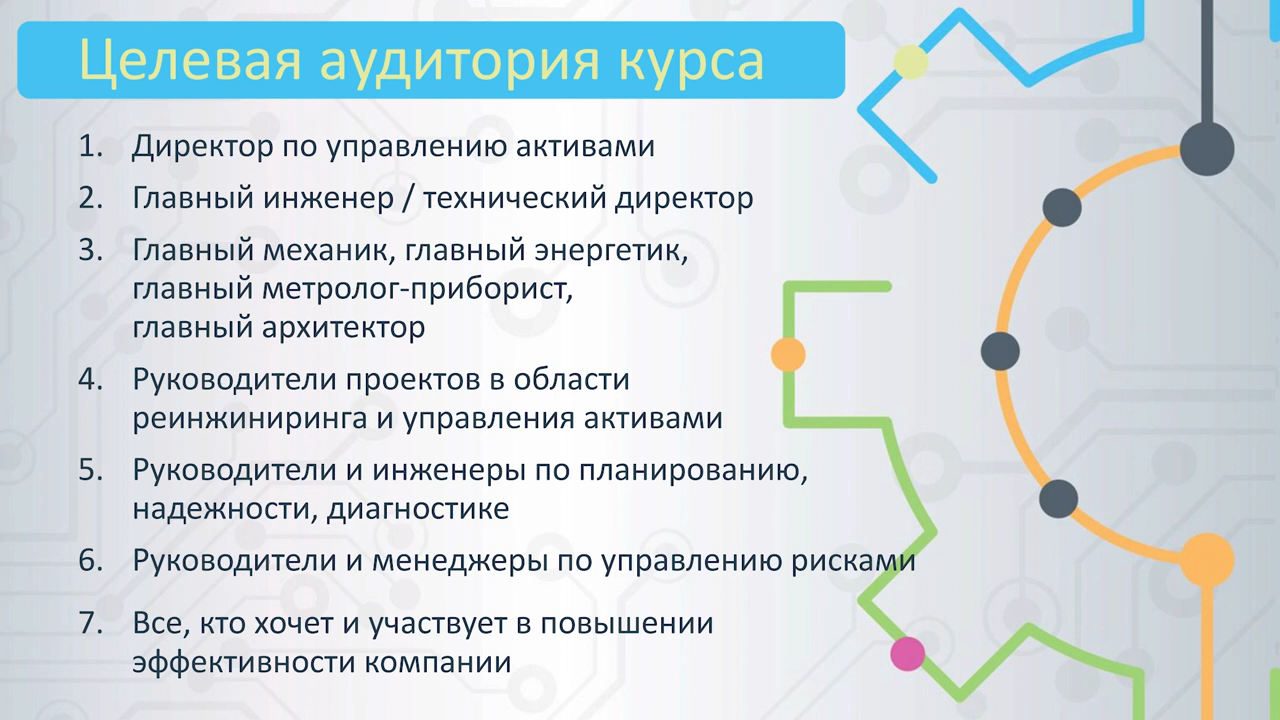 Целевая аудитория курса
1. Директор по управлению активами
2. Главный инженер / технический директор
3. Главный механик, главный энергетик,
главный метролог-приборист,
главный архитектор
4. Руководители проектов в области
реинжиниринга и управления активами
5. Руководители и инженеры по планированию,
надежности, диагностике
6. Руководители и менеджеры по управлению рисками
7. Все, кто хочет и участвует в повышении
эффективности компании